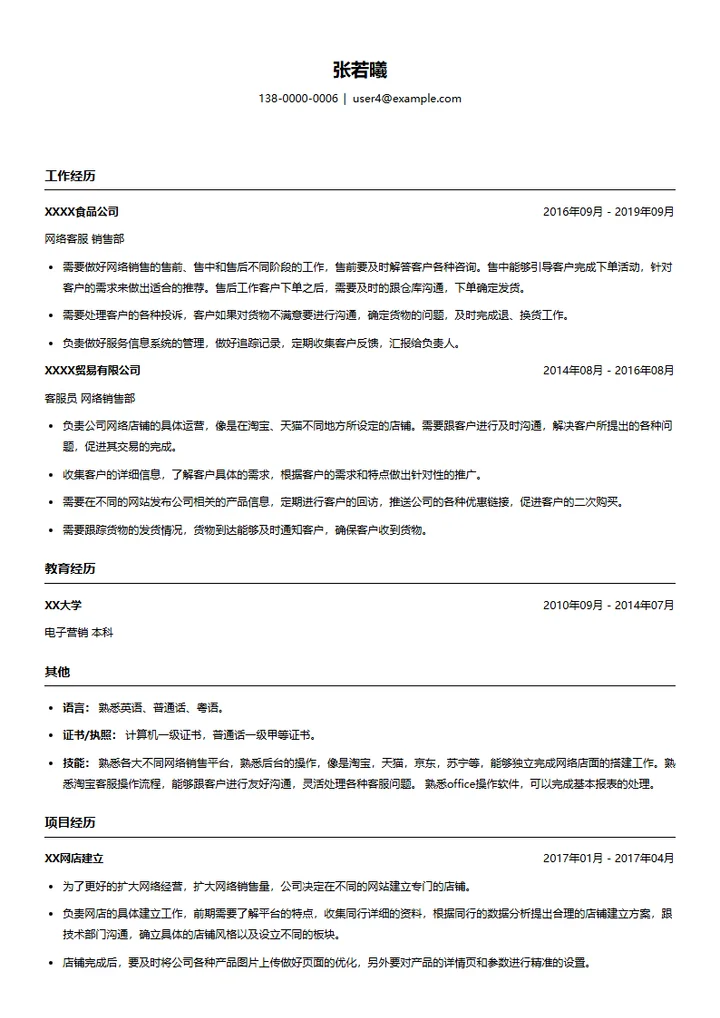 张若曦
138-0000-0006 | user4@example.com
工作经历
XXXX食品公司 2016年09月 - 2019年09月
网络客服 销售部
• 需要做好网络销售的售前、售中和售后不同阶段的工作，售前要及时解答客户各种咨询。售中能够引导客户完成下单活动，针对
客户的需求来做出适合的推荐。售后工作客户下单之后，需要及时的跟仓库沟通，下单确定发货。
• 需要处理客户的各种投诉，客户如果对货物不满意要进行沟通，确定货物的问题，及时完成退、换货工作。
• 负责做好服务信息系统的管理，做好追踪记录，定期收集客户反馈，汇报给负责人。
XXXX贸易有限公司 2014年08月 - 2016年08月
客服员 网络销售部
• 负责公司网络店铺的具体运营，像是在淘宝、天猫不同地方所设定的店铺。需要跟客户进行及时沟通，解决客户所提出的各种问
题，促进其交易的完成。
• 收集客户的详细信息，了解客户具体的需求，根据客户的需求和特点做出针对性的推广。
• 需要在不同的网站发布公司相关的产品信息，定期进行客户的回访，推送公司的各种优惠链接，促进客户的二次购买。
• 需要跟踪货物的发货情况，货物到达能够及时通知客户，确保客户收到货物。
教育经历
XX大学 2010年09月 - 2014年07月
电子营销 本科
其他
• 语言： 熟悉英语、普通话、粤语。
• 证书/执照： 计算机一级证书，普通话一级甲等证书。
• 技能： 熟悉各大不同网络销售平台，熟悉后台的操作，像是淘宝，天猫，京东，苏宁等，能够独立完成网络店面的搭建工作。熟
悉淘宝客服操作流程，能够跟客户进行友好沟通，灵活处理各种客服问题。 熟悉office操作软件，可以完成基本报表的处理。
项目经历
XX网店建立 2017年01月 - 2017年04月
• 为了更好的扩大网络经营，扩大网络销售量，公司决定在不同的网站建立专门的店铺。
• 负责网店的具体建立工作，前期需要了解平台的特点，收集同行详细的资料，根据同行的数据分析提出合理的店铺建立方案，跟
技术部门沟通，确立具体的店铺风格以及设立不同的板块。
• 店铺完成后，要及时将公司各种产品图片上传做好页面的优化，另外要对产品的详情页和参数进行精准的设置。